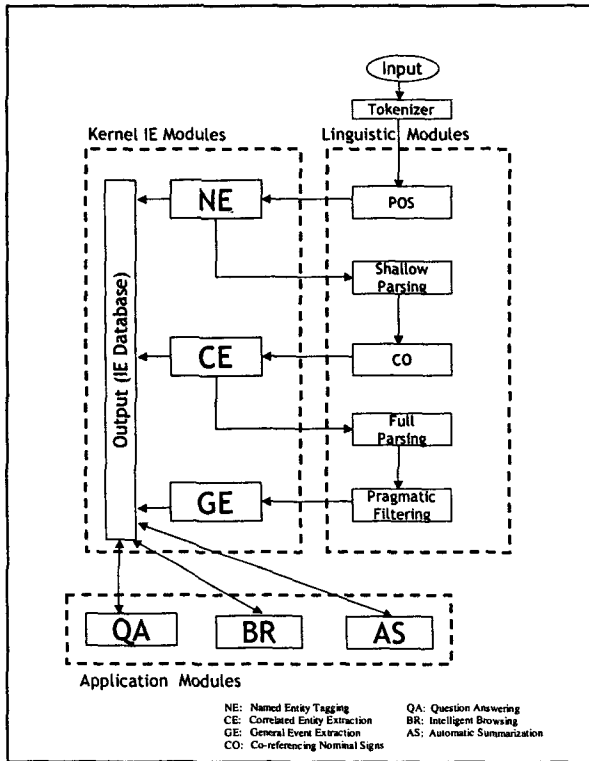 Input
Tokenizer
Kernel IE Modules
Linguistic Modules
NE
POS
Shallow
Parsing
Output (IE Database)
CE
CO
Full
Parsing
GE
Pragmatic
Filtering
QA
BR
AS
Application Modules
NE: Named Entity Tagging
CE: Correlated Entity Extraction
GE: General Event Extraction
CO: Co-referencing Nominal Signs
QA: Question Answering
BR: Intelligent Browsing
AS: Automatic Summarization